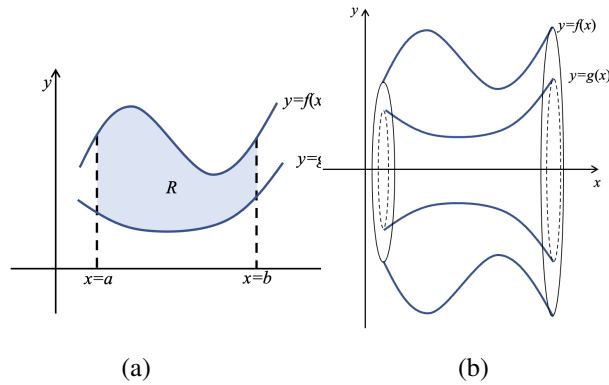 y
y=f(x
y=g
R
x=a
x=b
(a)
y
y=f(x)
y=g(x)
x
(b)